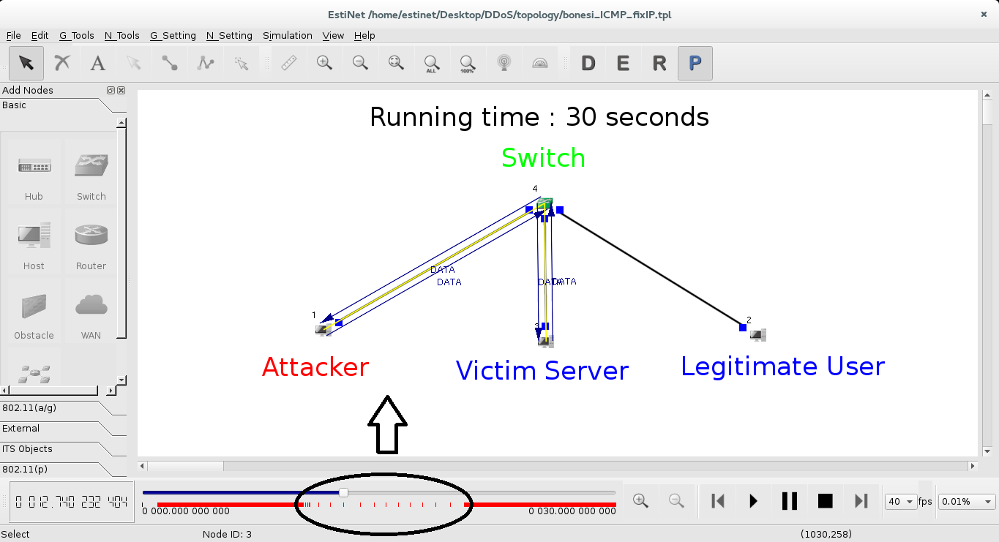 EstiNet /home/estinet/Desktop/DDoS/topology/bonesi_ICMP_fixIP.tpl
File Edit G_Tools N_Tools G_Setting N_Setting Simulation View Help
A ALL 100% D E R P
Add Nodes
Basic
Hub Switch
Host Router
Obstacle WAN
802.11(a/g)
External
ITS Objects
802.11(p)
Running time : 30 seconds
Switch
4
DATA
DATA
DATA DATA
1
3
2
Attacker
Victim Server
Legitimate User
0 012.740 232 404
0 000.000 000 000
0 030.000 000 000
40 fps 0.01%
Select Node ID: 3 (1030,258)